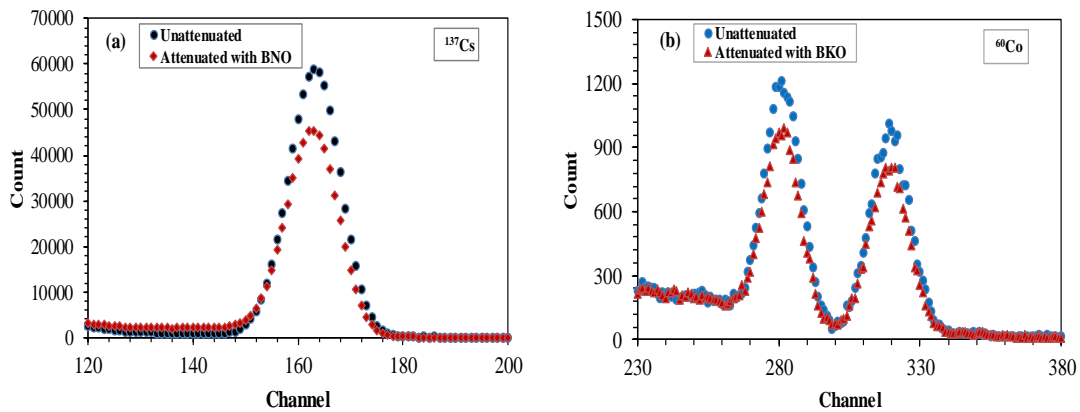 (a)
Unattenuated
Attenuated with BNO
¹³⁷Cs
70000
60000
50000
40000
30000
20000
10000
0
Count
120
140
160
180
200
Channel
(b)
Unattenuated
Attenuated with BKO
⁶⁰Co
1500
1200
900
600
300
0
Count
230
280
330
380
Channel